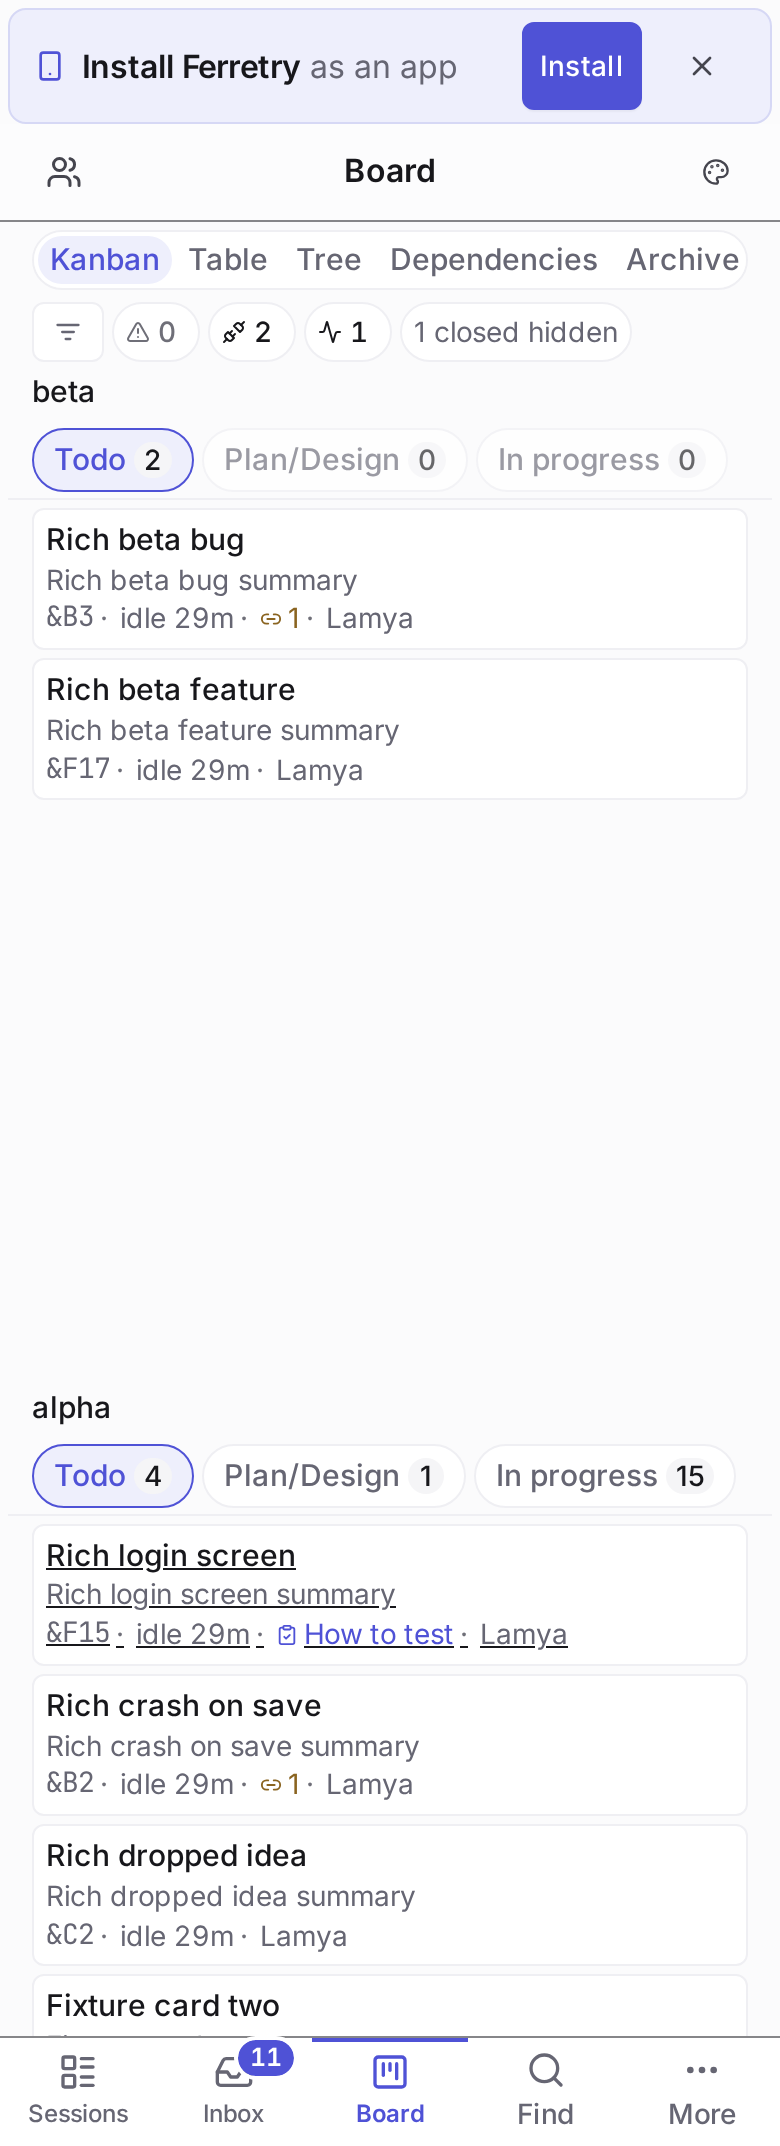 Install Ferretry as an app Install
Board
Kanban Table Tree Dependencies Archive
0 2 1 1 closed hidden
beta
Todo 2 Plan/Design 0 In progress 0
Rich beta bug
Rich beta bug summary
&B3 · idle 29m · 1 · Lamya
Rich beta feature
Rich beta feature summary
&F17 · idle 29m · Lamya
alpha
Todo 4 Plan/Design 1 In progress 15
Rich login screen
Rich login screen summary
&F15 · idle 29m · How to test · Lamya
Rich crash on save
Rich crash on save summary
&B2 · idle 29m · 1 · Lamya
Rich dropped idea
Rich dropped idea summary
&C2 · idle 29m · Lamya
Fixture card two
11
Sessions Inbox Board Find More